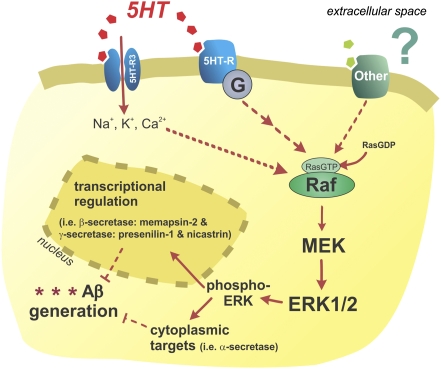 5HT
extracellular space
?
5HT-R3
5HT-R
G
Other
Na⁺, K⁺, Ca²⁺
RasGDP
RasGTP
Raf
transcriptional
regulation
(i.e. β-secretase: memapsin-2 &
γ-secretase: presenilin-1 & nicastrin)
nucleus
MEK
phospho-
ERK
ERK1/2
*** Aβ
generation
cytoplasmic
targets (i.e. α-secretase)